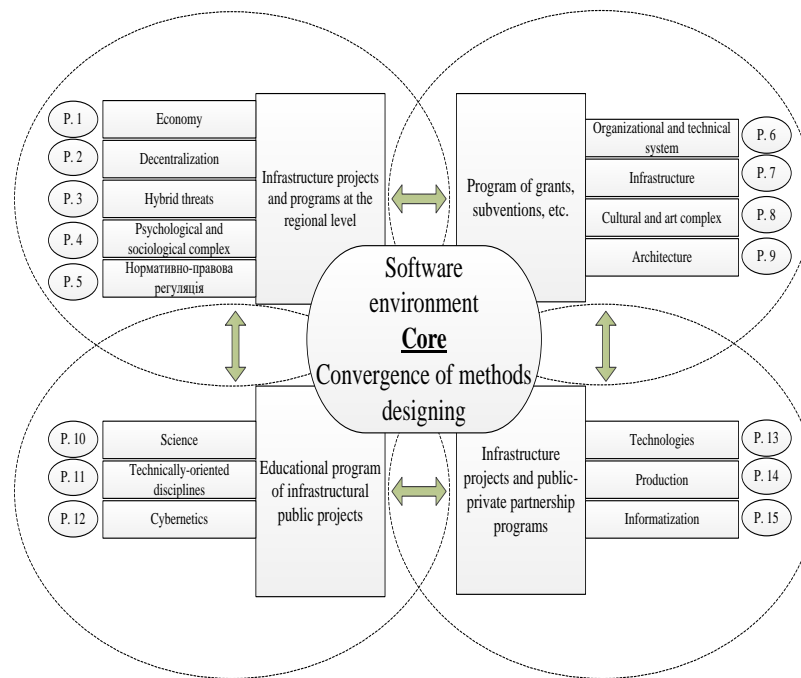 P. 1
Economy
P. 2
Decentralization
P. 3
Hybrid threats
P. 4
Psychological and
sociological complex
P. 5
Нормативно-правова
регуляція
Infrastructure projects
and programs at the
regional level
Program of grants,
subventions, etc.
Organizational and technical
system
P. 6
Infrastructure
P. 7
Cultural and art complex
P. 8
Architecture
P. 9
Software
environment
Core
Convergence of methods
designing
P. 10
Science
P. 11
Technically-oriented
disciplines
P. 12
Cybernetics
Educational program
of infrastructural
public projects
Infrastructure
projects and public-
private partnership
programs
Technologies
P. 13
Production
P. 14
Informatization
P. 15